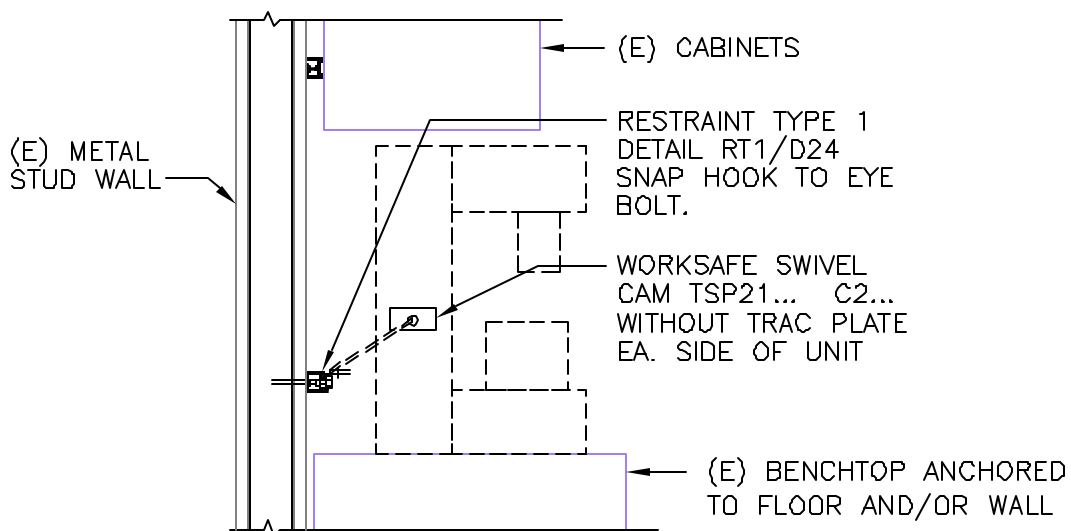 (E) CABINETS
RESTRAINT TYPE 1
DETAIL RT1/D24
SNAP HOOK TO EYE
BOLT.
(E) METAL
STUD WALL
WORKSAFE SWIVEL
CAM TSP21... C2...
WITHOUT TRAC PLATE
EA. SIDE OF UNIT
(E) BENCHTOP ANCHORED
TO FLOOR AND/OR WALL